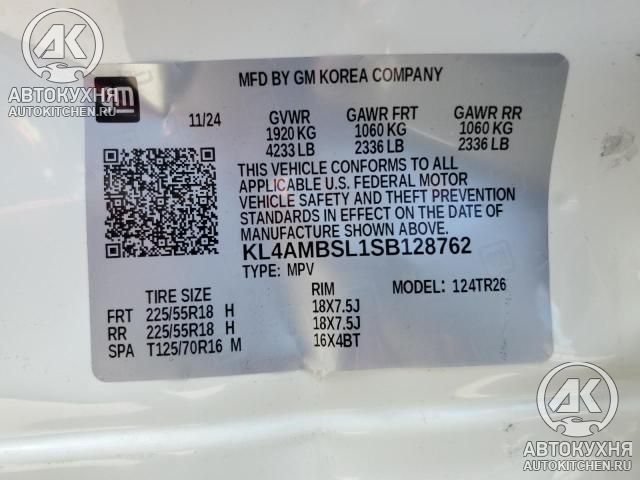 AK
АВТОКУХНЯ
AUTOKITCHEN.RU
gm
MFD BY GM KOREA COMPANY
11/24 GVWR GAWR FRT GAWR RR
1920 KG 1060 KG 1060 KG
4233 LB 2336 LB 2336 LB
THIS VEHICLE CONFORMS TO ALL
APPLICABLE U.S. FEDERAL MOTOR
VEHICLE SAFETY AND THEFT PREVENTION
STANDARDS IN EFFECT ON THE DATE OF
MANUFACTURE SHOWN ABOVE.
KL4AMBSL1SB128762
TYPE: MPV
TIRE SIZE RIM MODEL: 124TR26
FRT 225/55R18 H 18X7.5J
RR 225/55R18 H 18X7.5J
SPA T125/70R16 M 16X4BT
AK
АВТОКУХНЯ
AUTOKITCHEN.RU